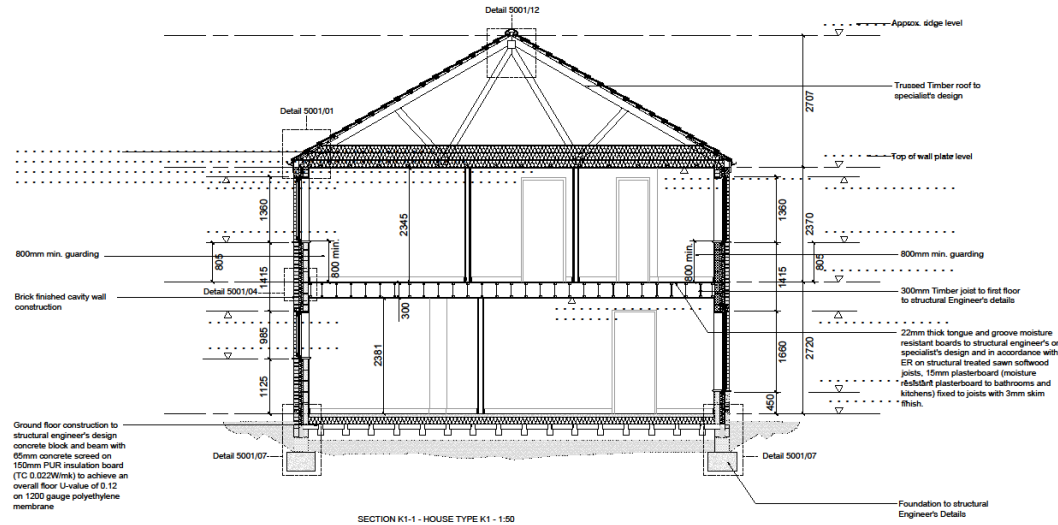 Detail 5001/12
Approx. ridge level
Trussed Timber roof to
specialist's design
2707
Detail 5001/01
Top of wall plate level
1360
2345
1360
2370
800mm min. guarding
805
1415
800 min.
800 min.
1415
805
800mm min. guarding
Detail 5001/04
Brick finished cavity wall
construction
300
300mm Timber joist to first floor
to structural Engineer's details
985
2381
1660
2720
22mm thick tongue and groove moisture
resistant boards to structural engineer's or
specialist's design and in accordance with
ER on structural treated sawn softwood
joists, 15mm plasterboard (moisture
resistant plasterboard to bathrooms and
kitchens) fixed to joists with 3mm skim
finish.
1125
450
Ground floor construction to
structural engineer's design
concrete block and beam with
65mm concrete screed on
150mm PUR insulation board
(TC 0.022W/mk) to achieve an
overall floor U-value of 0.12
on 1200 gauge polyethylene
membrane
Detail 5001/07
Detail 5001/07
Foundation to structural
Engineer's Details
SECTION K1-1 - HOUSE TYPE K1 - 1:50